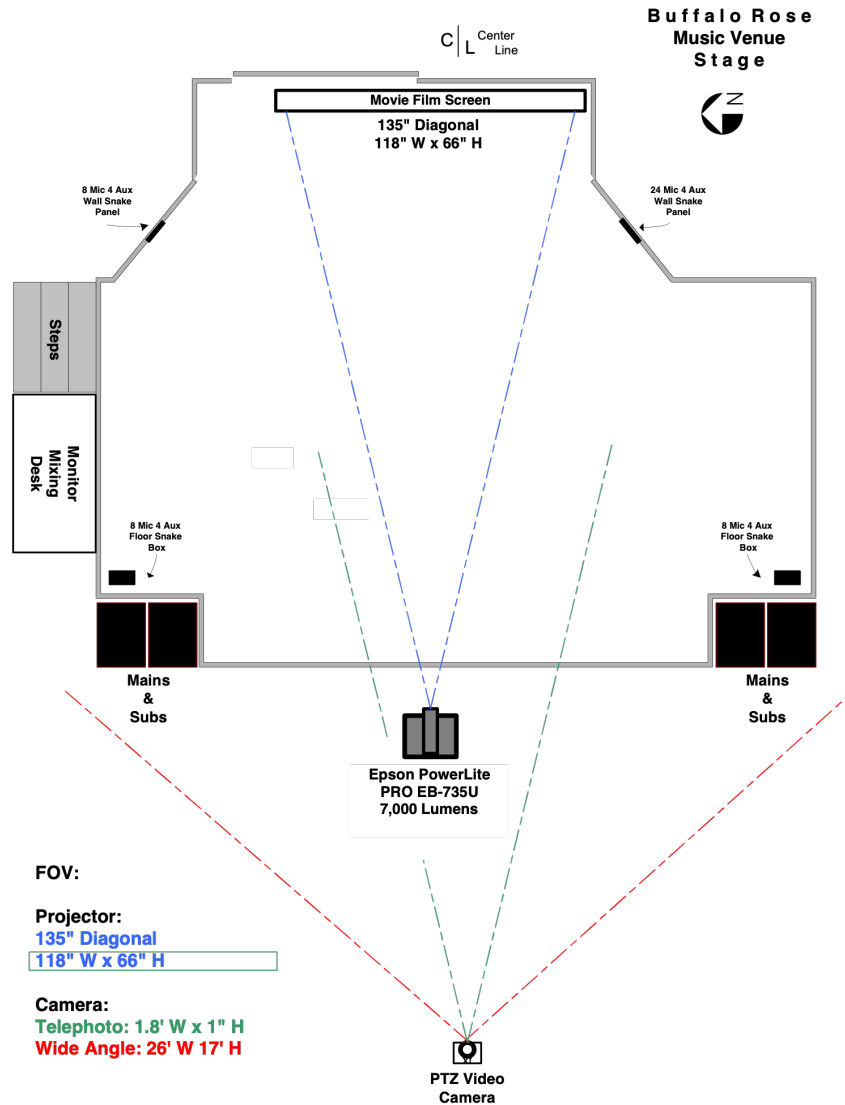 Buffalo Rose
Music Venue
Stage
C L Center
Line
N
Movie Film Screen
135" Diagonal
118" W x 66" H
8 Mic 4 Aux
Wall Snake
Panel
24 Mic 4 Aux
Wall Snake
Panel
Steps
Monitor
Mixing
Desk
8 Mic 4 Aux
Floor Snake
Box
8 Mic 4 Aux
Floor Snake
Box
Mains
&
Subs
Mains
&
Subs
Epson PowerLite
PRO EB-735U
7,000 Lumens
FOV:
Projector:
135" Diagonal
118" W x 66" H
Camera:
Telephoto: 1.8' W x 1" H
Wide Angle: 26' W 17' H
PTZ Video
Camera